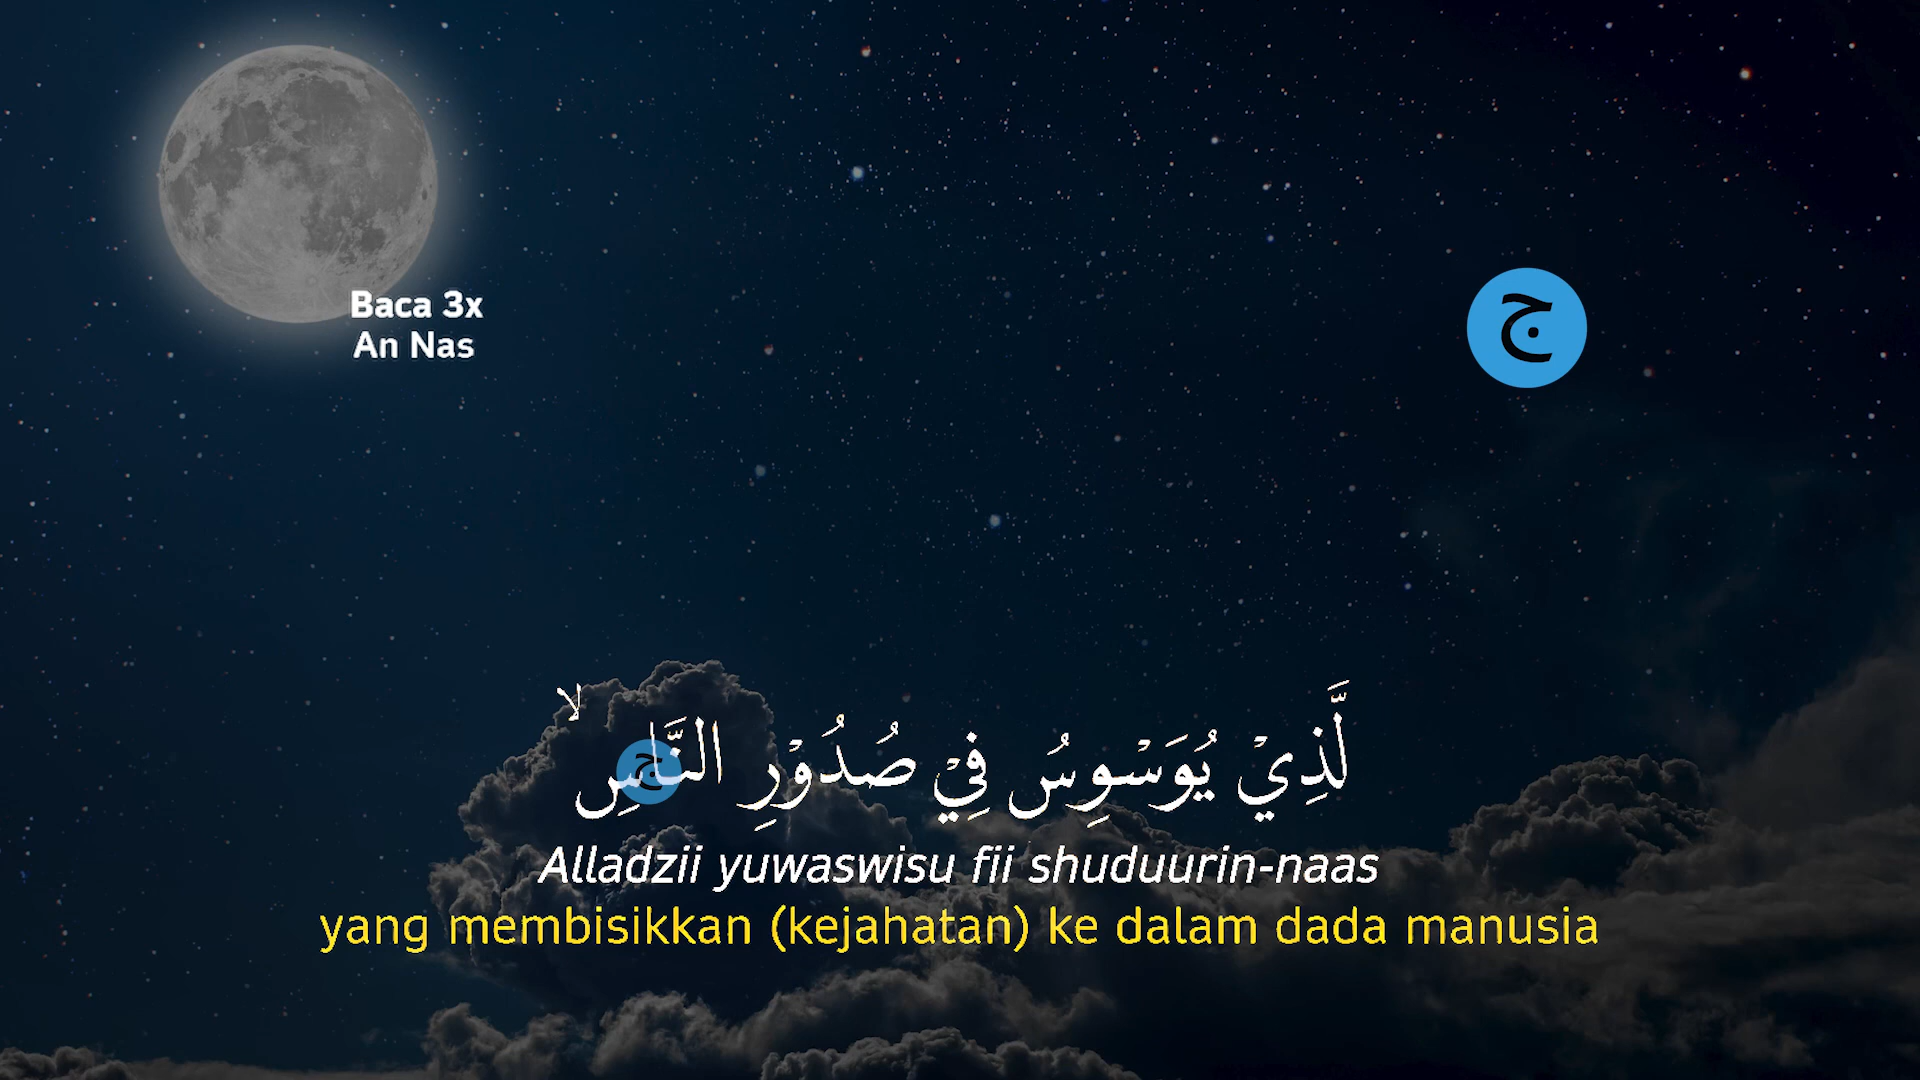 Baca 3x
An Nas
ج
لَّذِيْ يُوَسْوِسُ فِيْ صُدُوْرِ النَّاسِۙ
ج
Alladzii yuwaswisu fii shuduurin-naas
yang membisikkan (kejahatan) ke dalam dada manusia